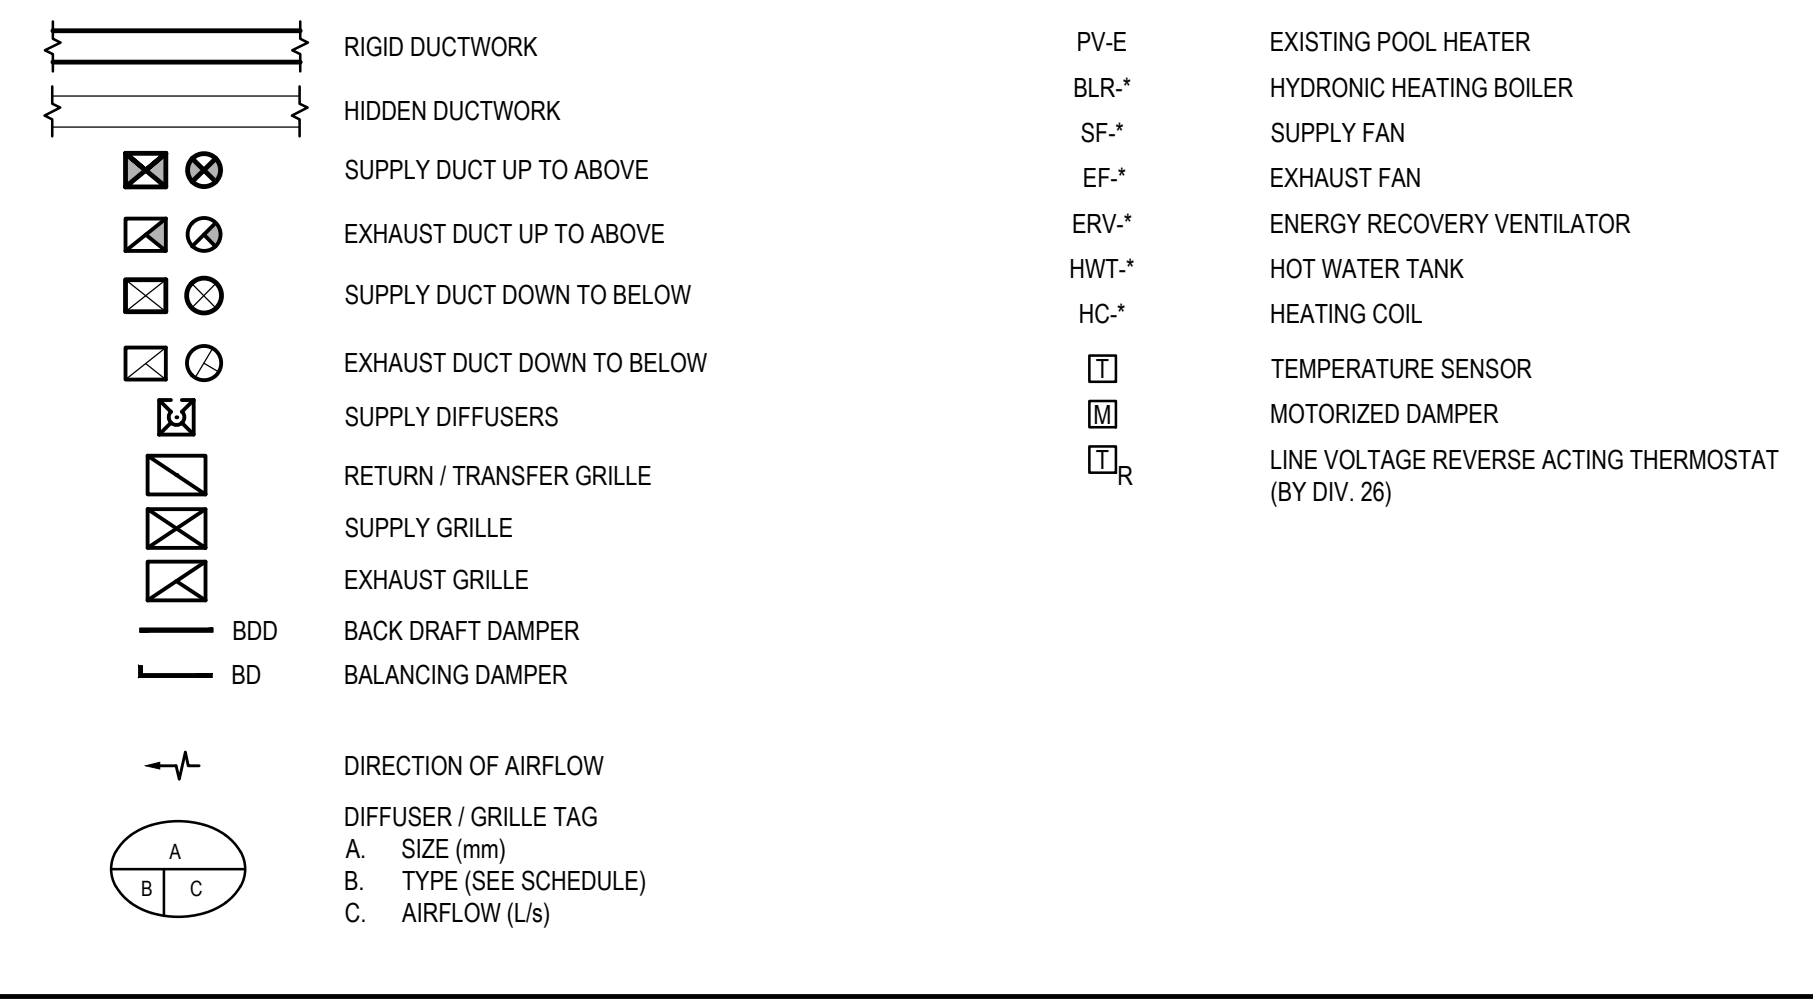 RIGID DUCTWORK
HIDDEN DUCTWORK
SUPPLY DUCT UP TO ABOVE
EXHAUST DUCT UP TO ABOVE
SUPPLY DUCT DOWN TO BELOW
EXHAUST DUCT DOWN TO BELOW
SUPPLY DIFFUSERS
RETURN / TRANSFER GRILLE
SUPPLY GRILLE
EXHAUST GRILLE
BDD BACK DRAFT DAMPER
BD BALANCING DAMPER
DIRECTION OF AIRFLOW
DIFFUSER / GRILLE TAG
A. SIZE (mm)
B. TYPE (SEE SCHEDULE)
C. AIRFLOW (L/s)
A
B C
PV-E EXISTING POOL HEATER
BLR-* HYDRONIC HEATING BOILER
SF-* SUPPLY FAN
EF-* EXHAUST FAN
ERV-* ENERGY RECOVERY VENTILATOR
HWT-* HOT WATER TANK
HC-* HEATING COIL
T TEMPERATURE SENSOR
M MOTORIZED DAMPER
T R LINE VOLTAGE REVERSE ACTING THERMOSTAT
(BY DIV. 26)